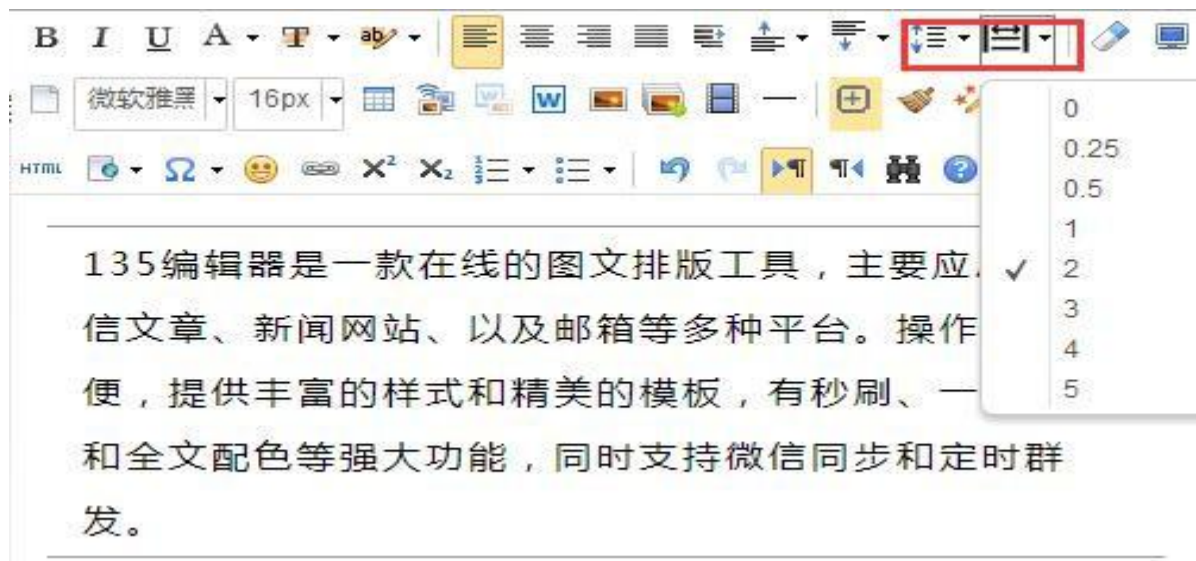 B I U A T ab
微软雅黑 16px W
HTML Ω X² X₂
0
0.25
0.5
1
2
3
4
5
135编辑器是一款在线的图文排版工具，主要应
信文章、新闻网站、以及邮箱等多种平台。操作
便，提供丰富的样式和精美的模板，有秒刷、一
和全文配色等强大功能，同时支持微信同步和定时群
发。